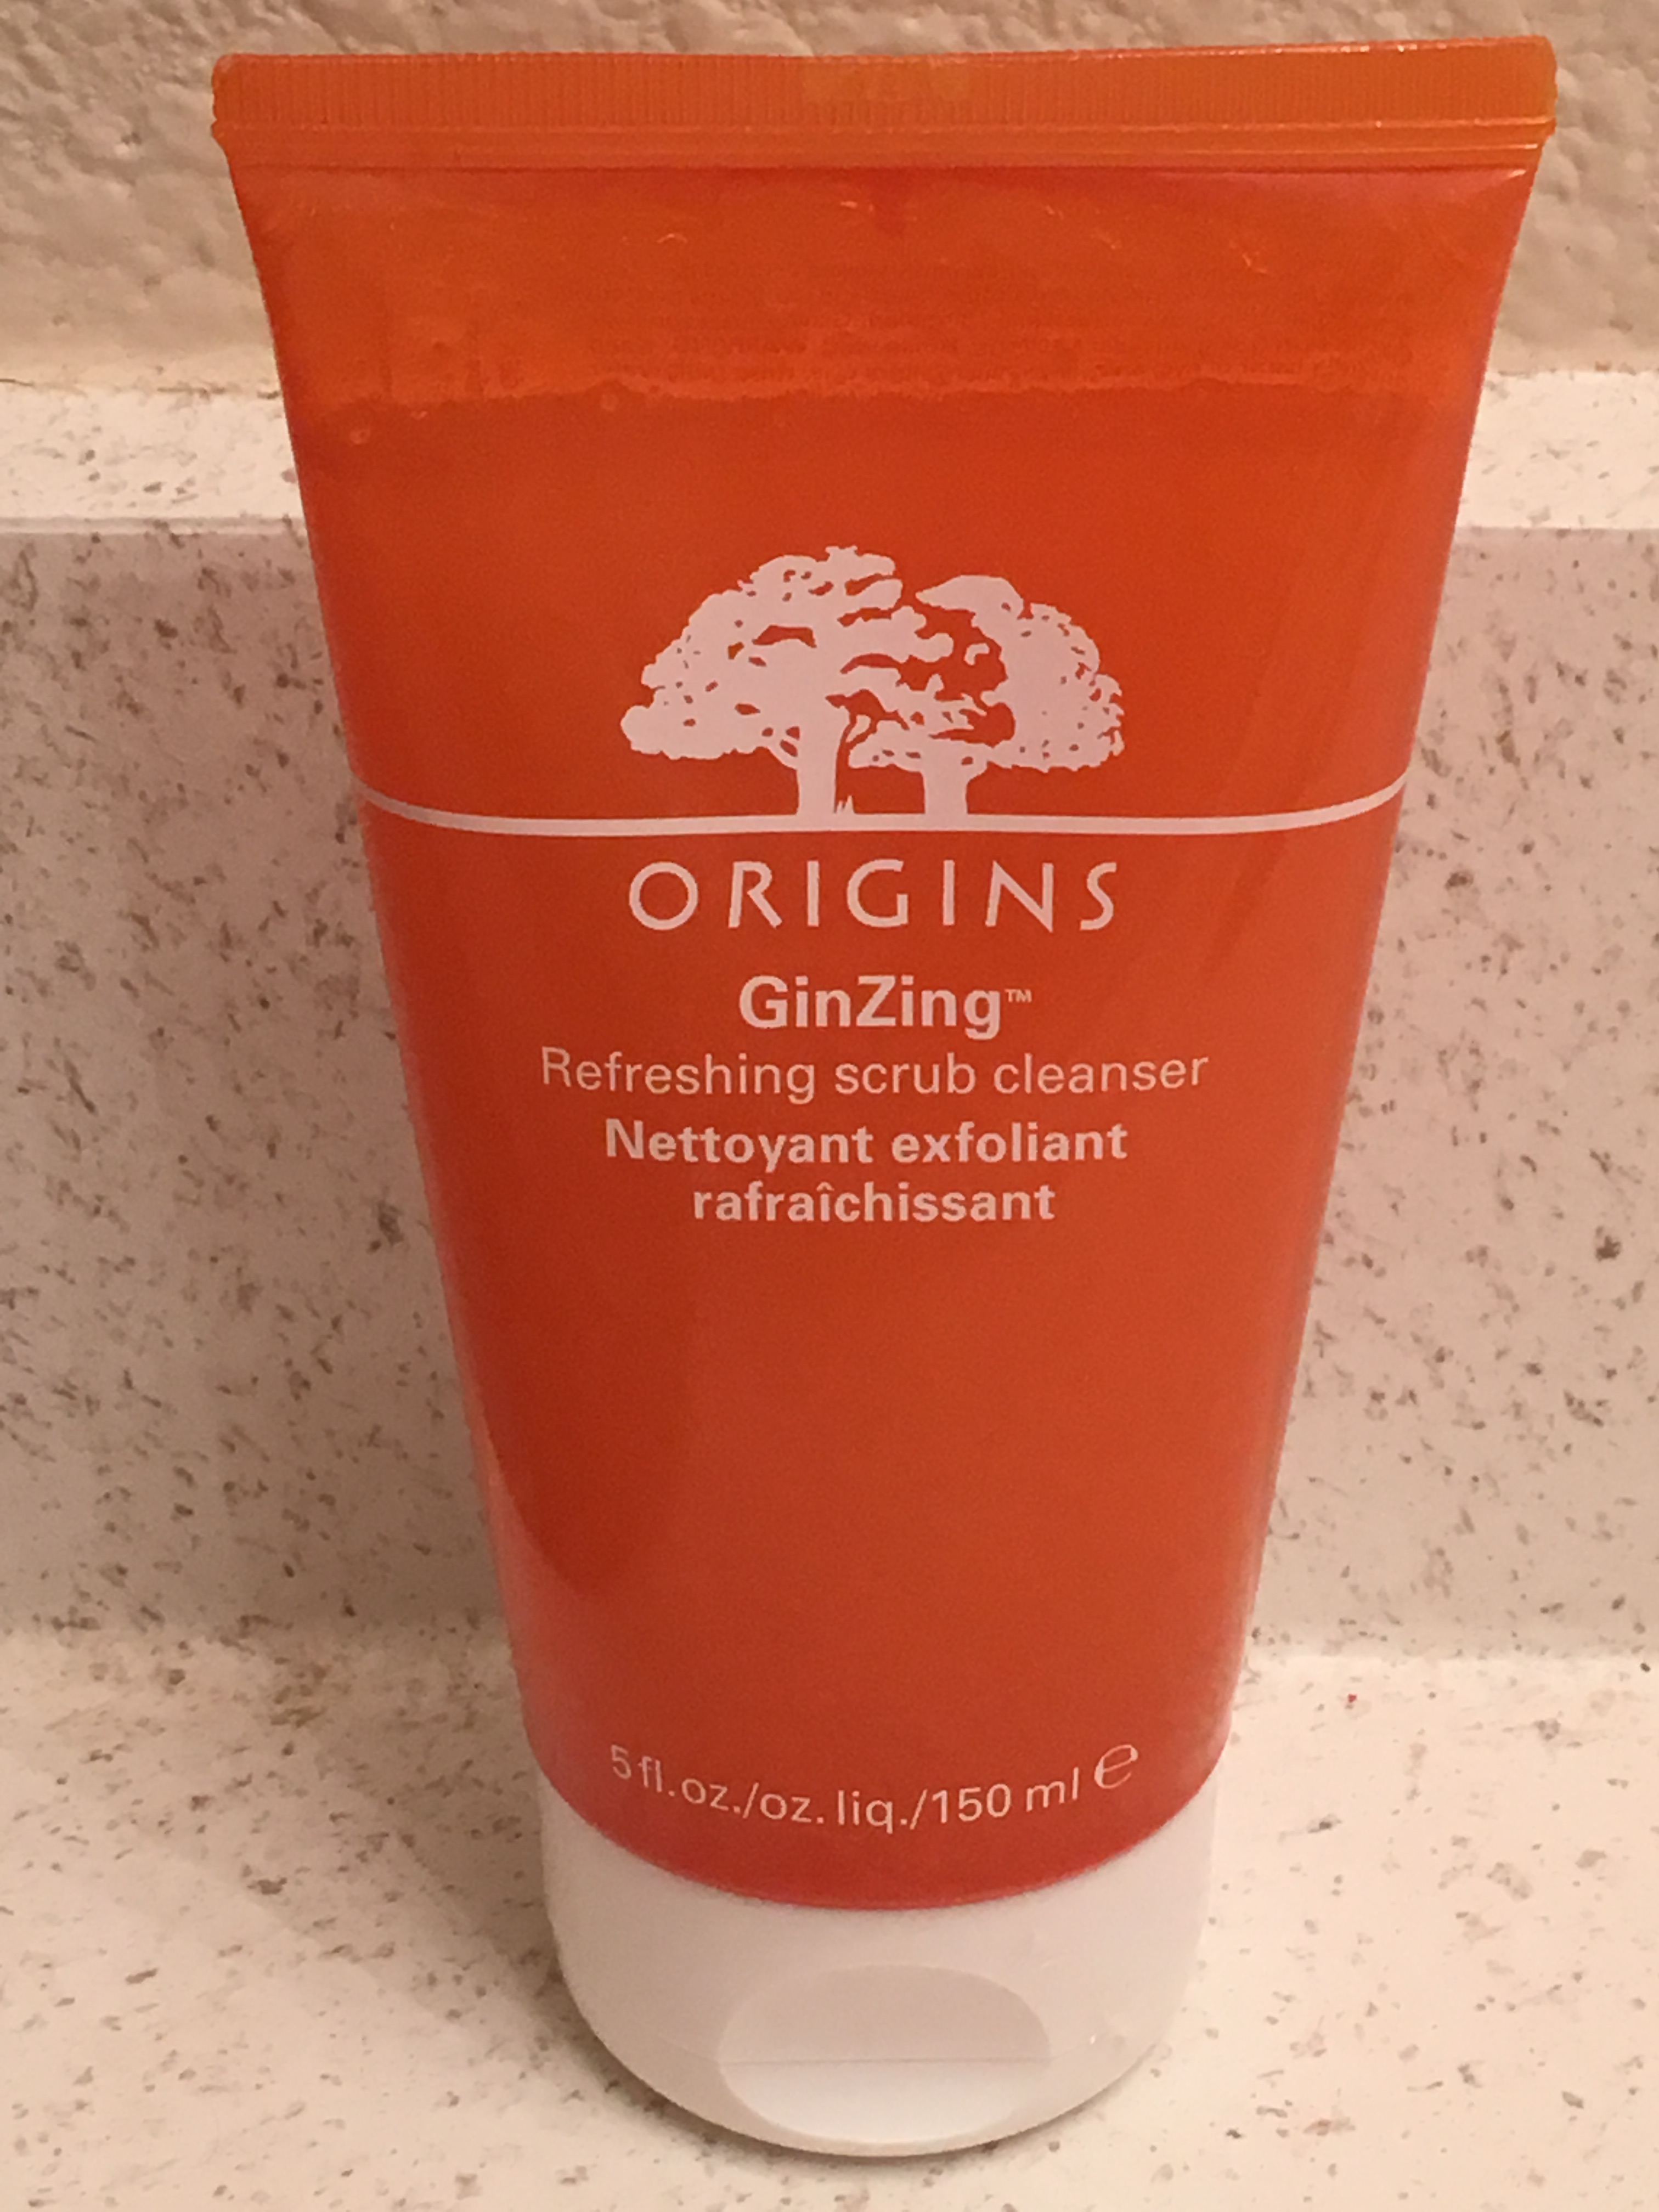 ORIGINS
GinZing™
Refreshing scrub cleanser
Nettoyant exfoliant
rafraîchissant
5 fl.oz./oz. liq./150 ml ℮